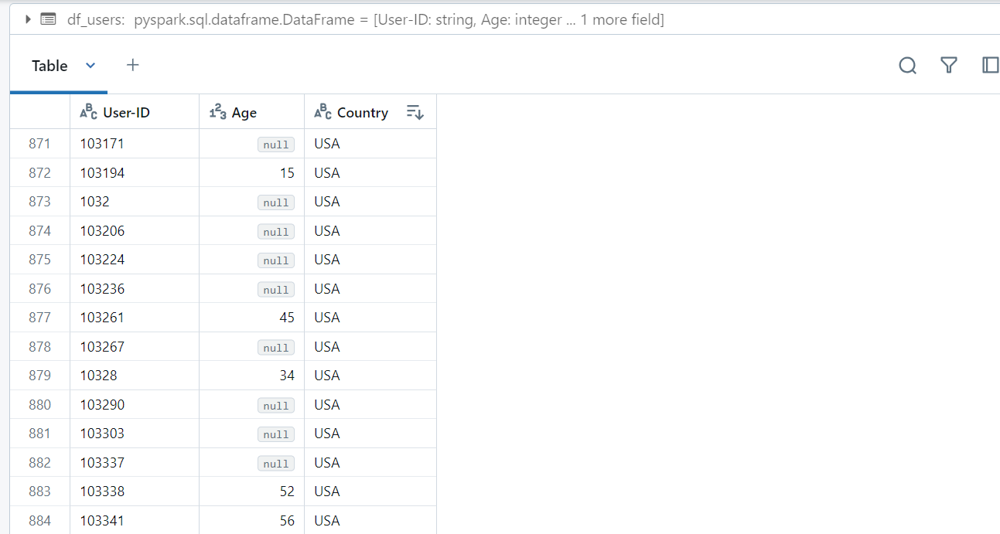 df_users: pyspark.sql.dataframe.DataFrame = [User-ID: string, Age: integer ... 1 more field]
Table
ABC User-ID 123 Age ABC Country
871 103171 null USA
872 103194 15 USA
873 1032 null USA
874 103206 null USA
875 103224 null USA
876 103236 null USA
877 103261 45 USA
878 103267 null USA
879 10328 34 USA
880 103290 null USA
881 103303 null USA
882 103337 null USA
883 103338 52 USA
884 103341 56 USA